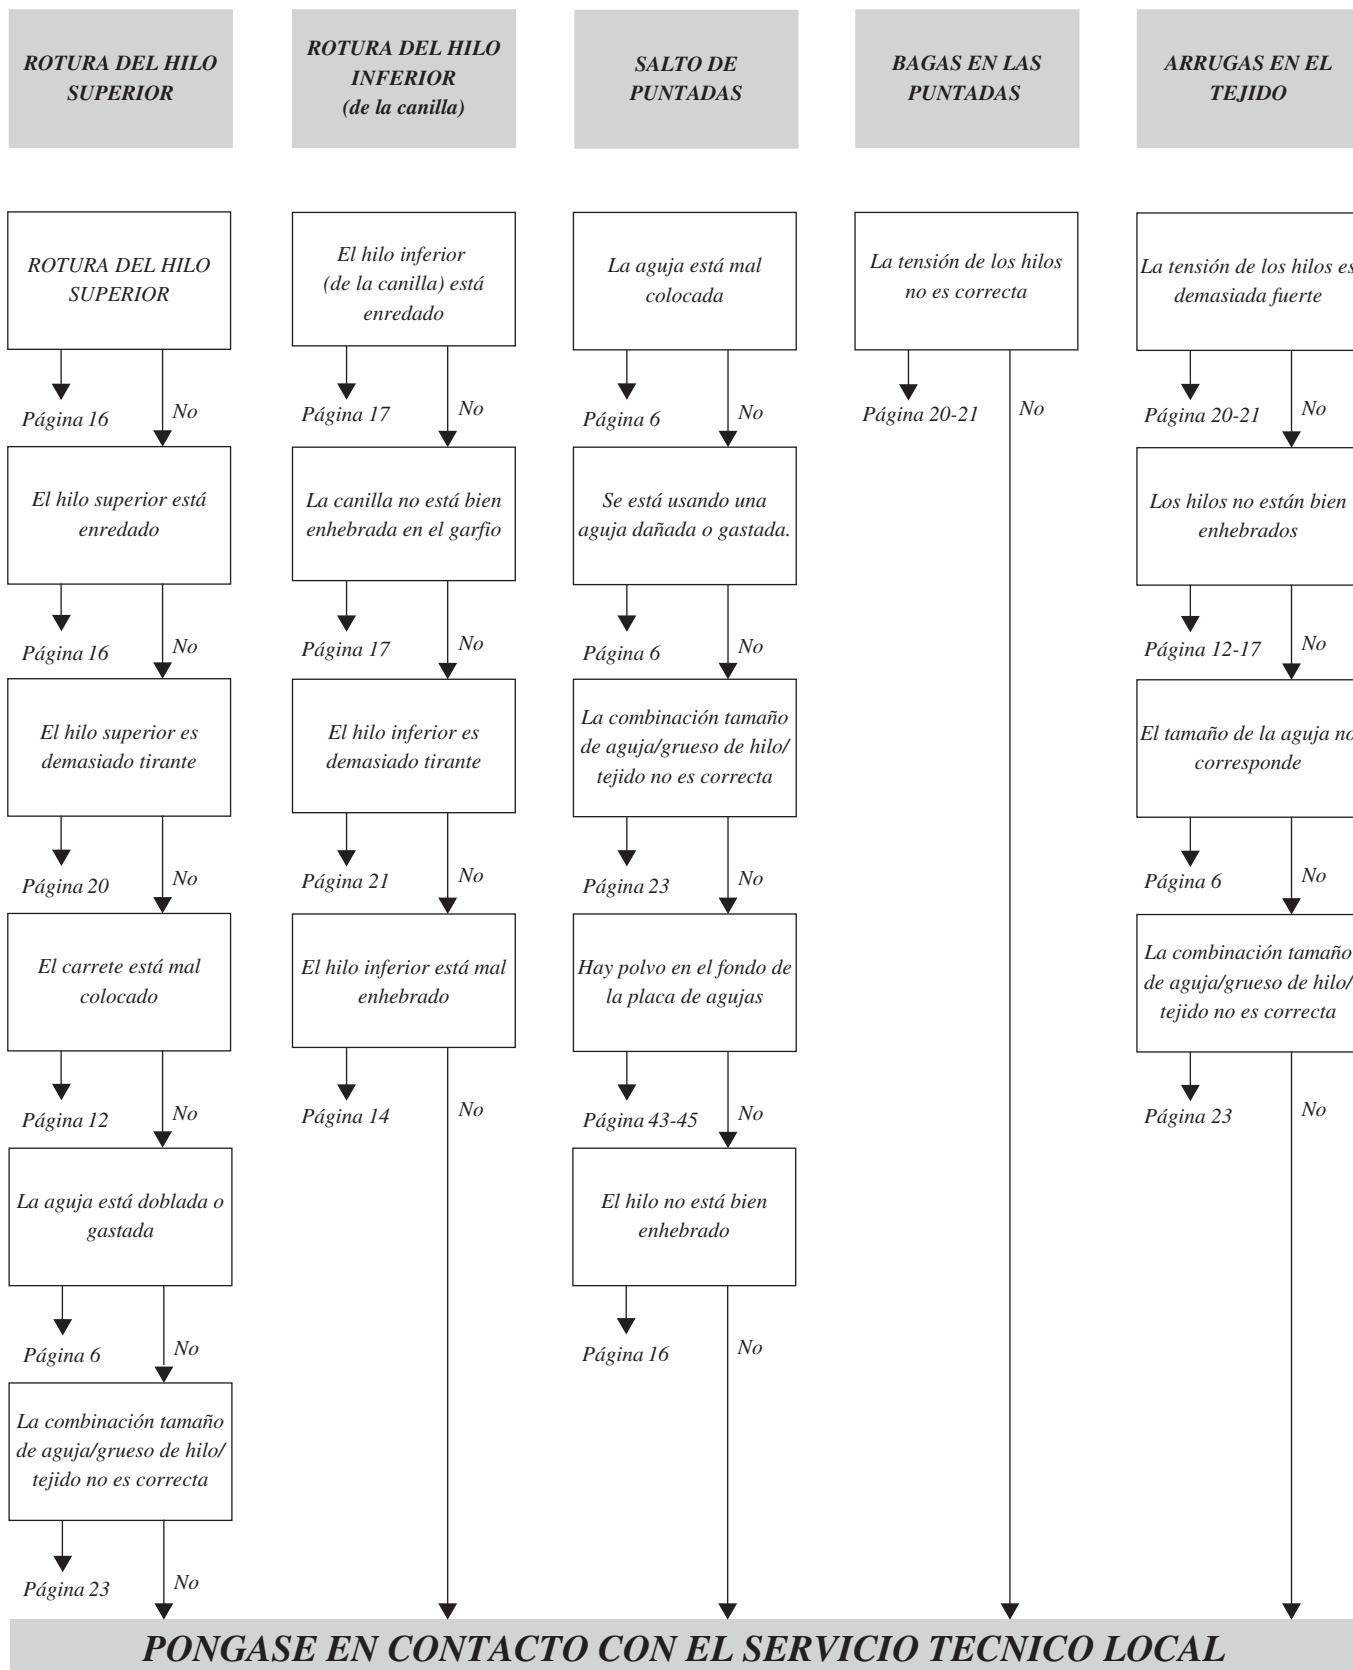 ROTURA DEL HILO
SUPERIOR
ROTURA DEL HILO
SUPERIOR
Página 16
No
El hilo superior está
enredado
Página 16
No
El hilo superior es
demasiado tirante
Página 20
No
El carrete está mal
colocado
Página 12
No
La aguja está doblada o
gastada
Página 6
No
La combinación tamaño
de aguja/grueso de hilo/
tejido no es correcta
Página 23
No
ROTURA DEL HILO
INFERIOR
(de la canilla)
El hilo inferior
(de la canilla) está
enredado
Página 17
No
La canilla no está bien
enhebrada en el garfio
Página 17
No
El hilo inferior es
demasiado tirante
Página 21
No
El hilo inferior está mal
enhebrado
Página 14
No
SALTO DE
PUNTADAS
La aguja está mal
colocada
Página 6
No
Se está usando una
aguja dañada o gastada.
Página 6
No
La combinación tamaño
de aguja/grueso de hilo/
tejido no es correcta
Página 23
No
Hay polvo en el fondo de
la placa de agujas
Página 43-45
No
El hilo no está bien
enhebrado
Página 16
No
BAGAS EN LAS
PUNTADAS
La tensión de los hilos
no es correcta
Página 20-21
No
ARRUGAS EN EL
TEJIDO
La tensión de los hilos es
demasiada fuerte
Página 20-21
No
Los hilos no están bien
enhebrados
Página 12-17
No
El tamaño de la aguja no
corresponde
Página 6
No
La combinación tamaño
de aguja/grueso de hilo/
tejido no es correcta
Página 23
No
PONGASE EN CONTACTO CON EL SERVICIO TECNICO LOCAL